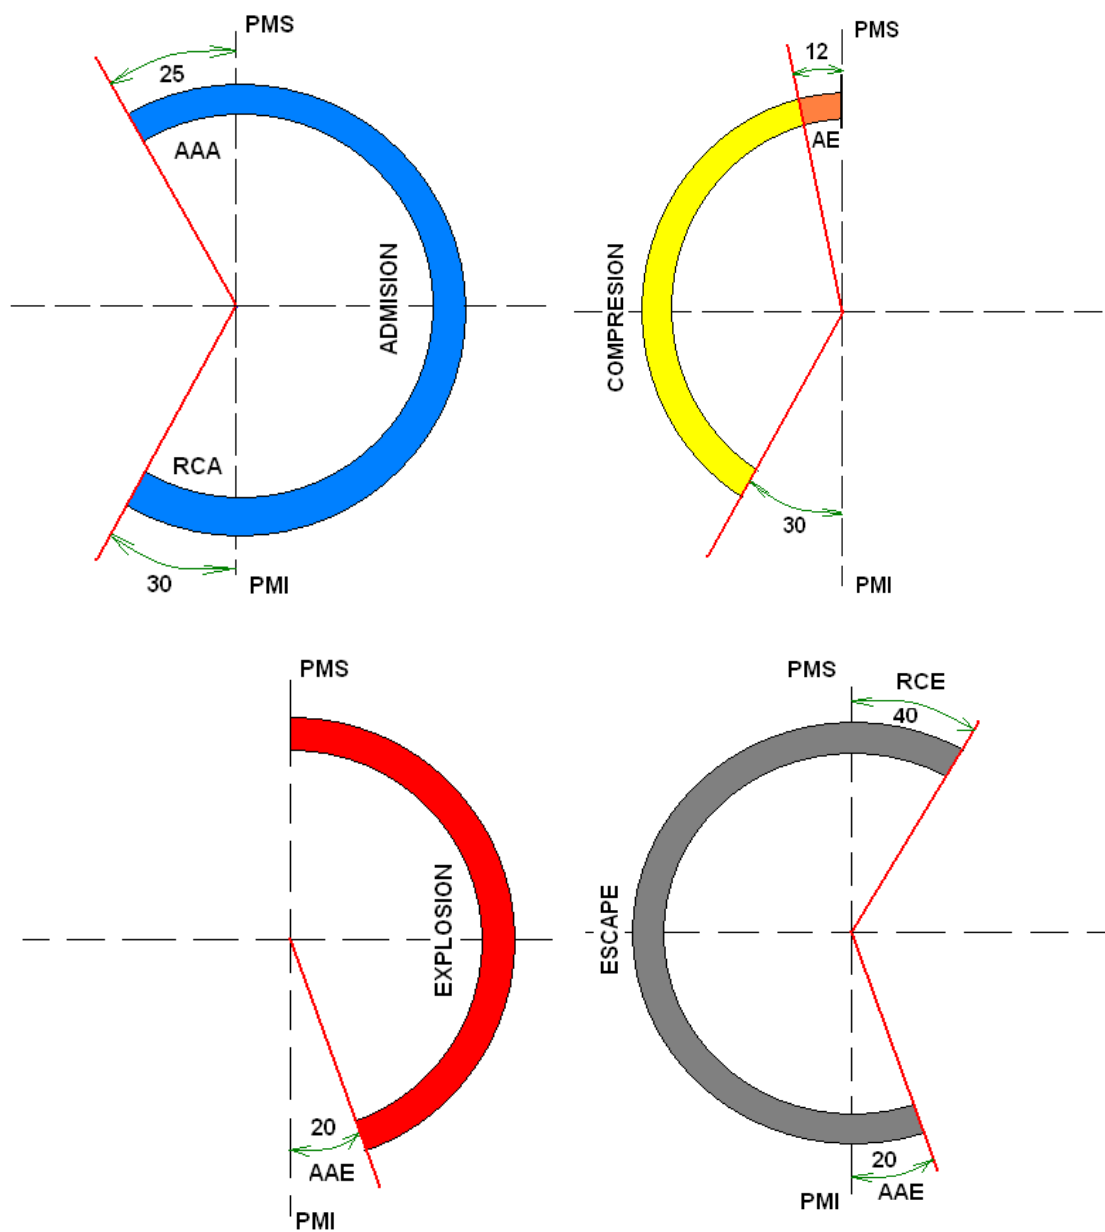 PMS
25
AAA
ADMISION
RCA
30
PMI
PMS
12
AE
COMPRESION
30
PMI
PMS
EXPLOSION
20
AAE
PMI
PMS
RCE
40
ESCAPE
20
AAE
PMI